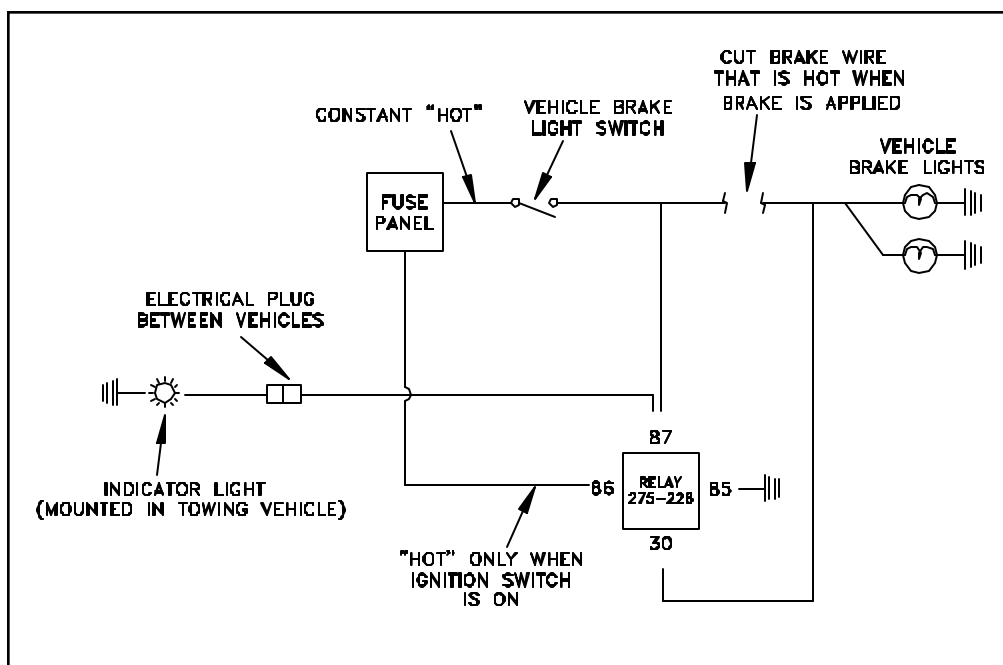 CUT BRAKE WIRE
THAT IS HOT WHEN
BRAKE IS APPLIED
CONSTANT "HOT"
VEHICLE BRAKE
LIGHT SWITCH
VEHICLE
BRAKE LIGHTS
FUSE
PANEL
ELECTRICAL PLUG
BETWEEN VEHICLES
87
86
RELAY
275-228
85
30
INDICATOR LIGHT
(MOUNTED IN TOWING VEHICLE)
"HOT" ONLY WHEN
IGNITION SWITCH
IS ON